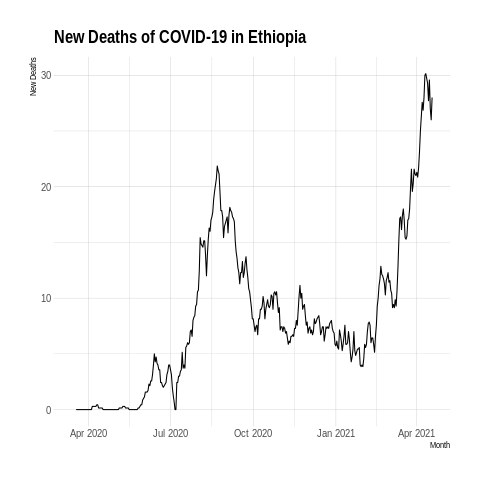 New Deaths of COVID-19 in Ethiopia
New Deaths
30
20
10
0
Apr 2020 Jul 2020 Oct 2020 Jan 2021 Apr 2021
Month